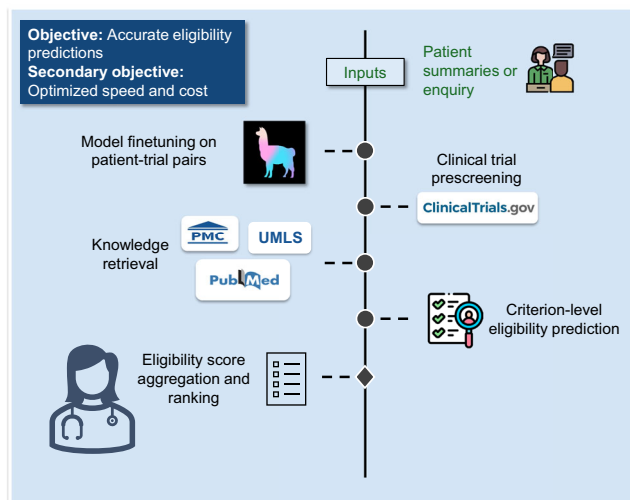 Objective: Accurate eligibility
predictions
Secondary objective:
Optimized speed and cost
Inputs
Patient
summaries or
enquiry
Model finetuning on
patient-trial pairs
Clinical trial
prescreening
ClinicalTrials.gov
PMC
UMLS
Knowledge
retrieval
PubMed
Criterion-level
eligibility prediction
Eligibility score
aggregation and
ranking